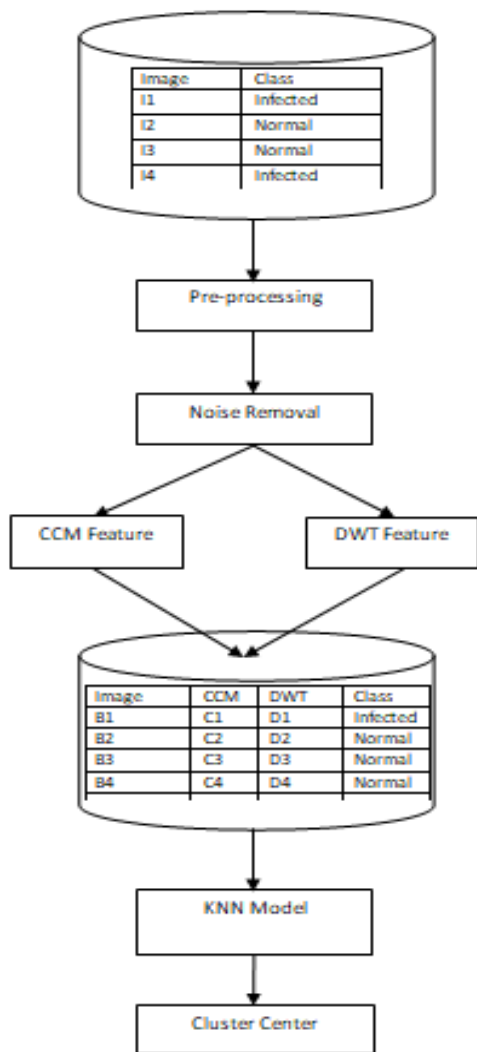 Image Class
I1 Infected
I2 Normal
I3 Normal
I4 Infected
Pre-processing
Noise Removal
CCM Feature
DWT Feature
Image CCM DWT Class
B1 C1 D1 Infected
B2 C2 D2 Normal
B3 C3 D3 Normal
B4 C4 D4 Normal
KNN Model
Cluster Center